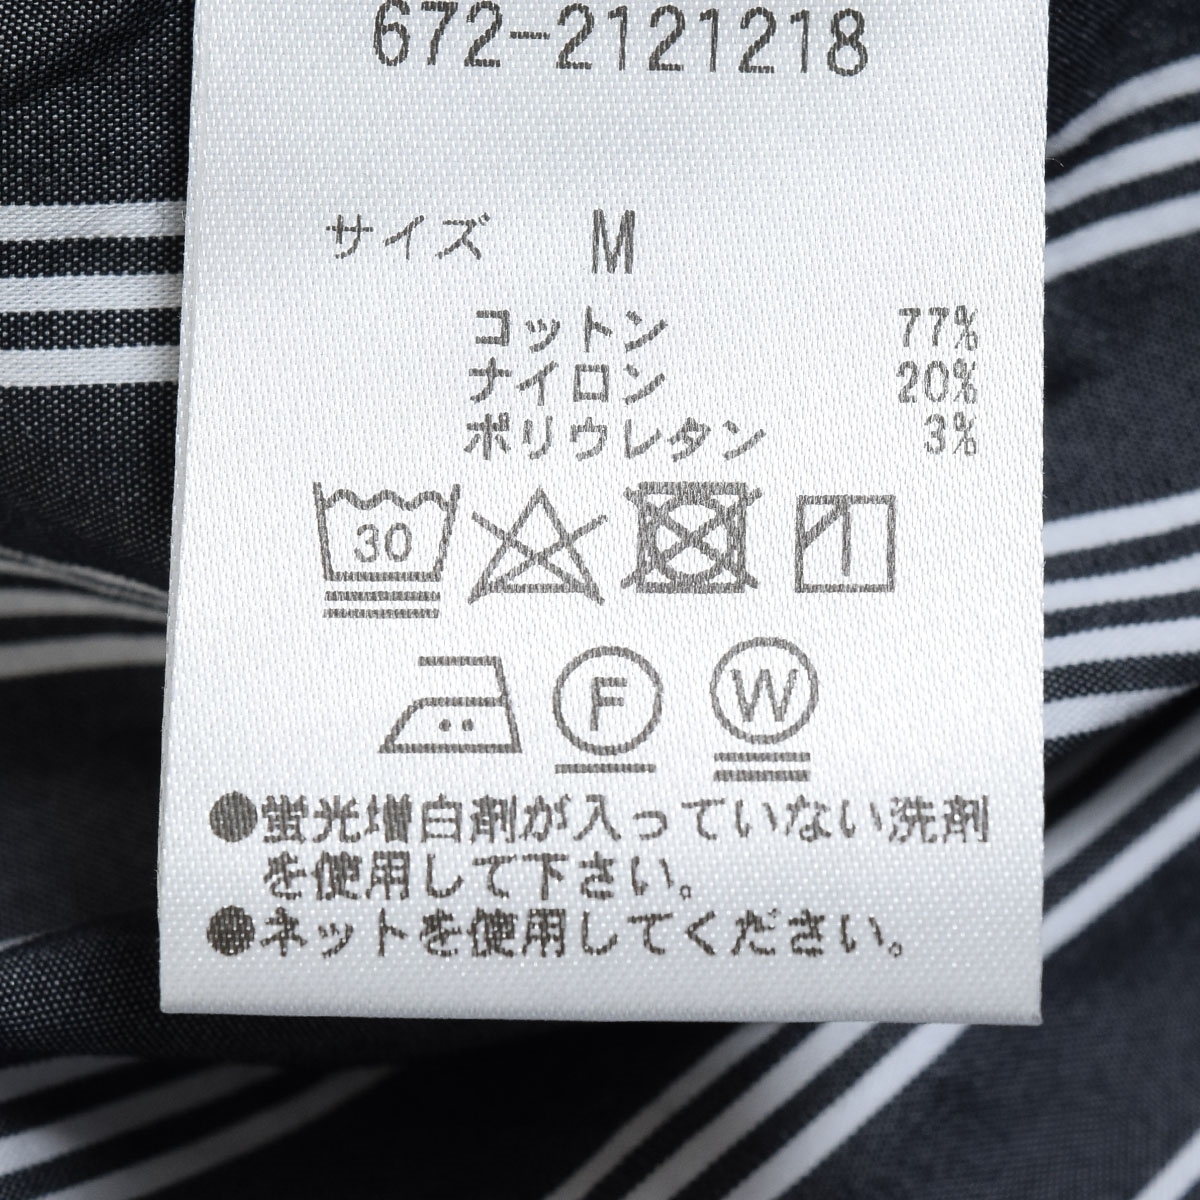 672-2121218
サイズ M
コットン 77%
ナイロン 20%
ポリウレタン 3%
30
F W
●蛍光増白剤が入っていない洗剤
を使用して下さい。
●ネットを使用してください。